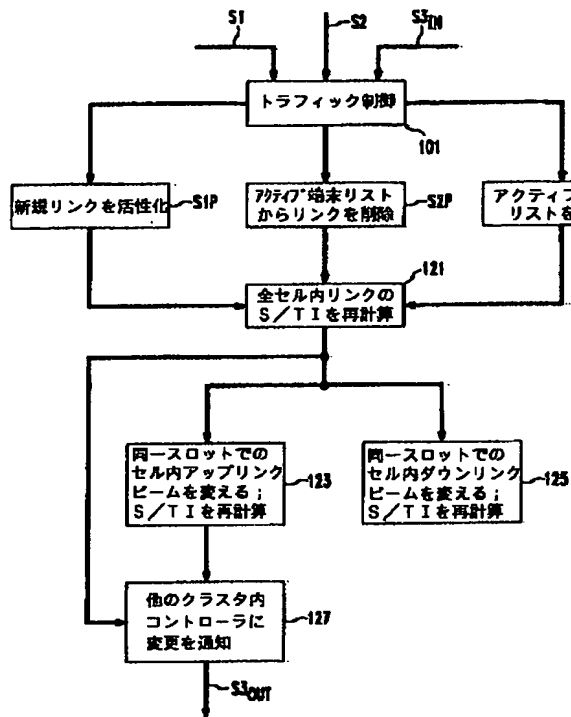 S1
S2
S3IN
トラフィック制御
101
新規リンクを活性化
S1P
アクティブ端末リスト
からリンクを削除
S2P
アクティブ
リストを
121
全セル内リンクの
S/TIを再計算
同一スロットでの
セル内アップリンク
ビームを変える;
S/TIを再計算
123
同一スロットでの
セル内ダウンリンク
ビームを変える;
S/TIを再計算
125
他のクラスタ内
コントローラに
変更を通知
127
S3OUT